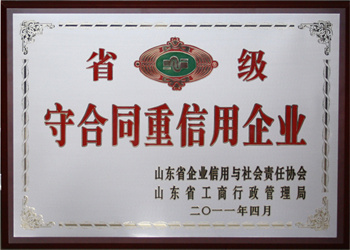 省 级
守合同重信用企业
山东省企业信用与社会责任协会
山东省工商行政管理局
二〇一一年四月